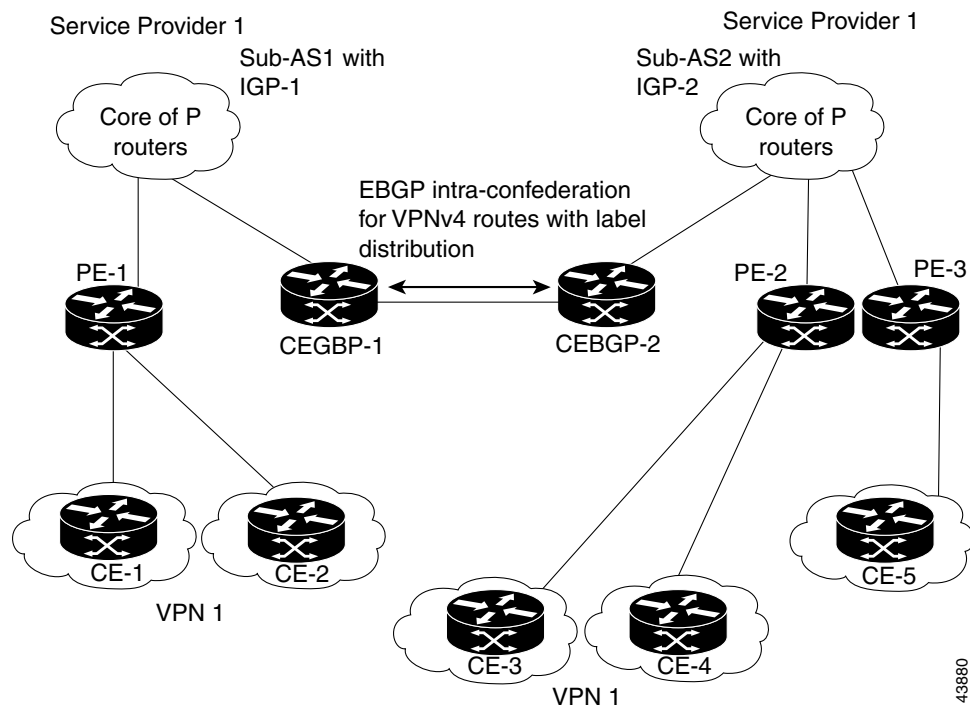 Service Provider 1
Service Provider 1
Sub-AS1 with
IGP-1
Sub-AS2 with
IGP-2
Core of P
routers
Core of P
routers
EBGP intra-confederation
for VPNv4 routes with label
distribution
PE-1
PE-2
PE-3
CEGBP-1
CEBGP-2
CE-1
CE-2
CE-5
VPN 1
CE-3
CE-4
VPN 1
43880